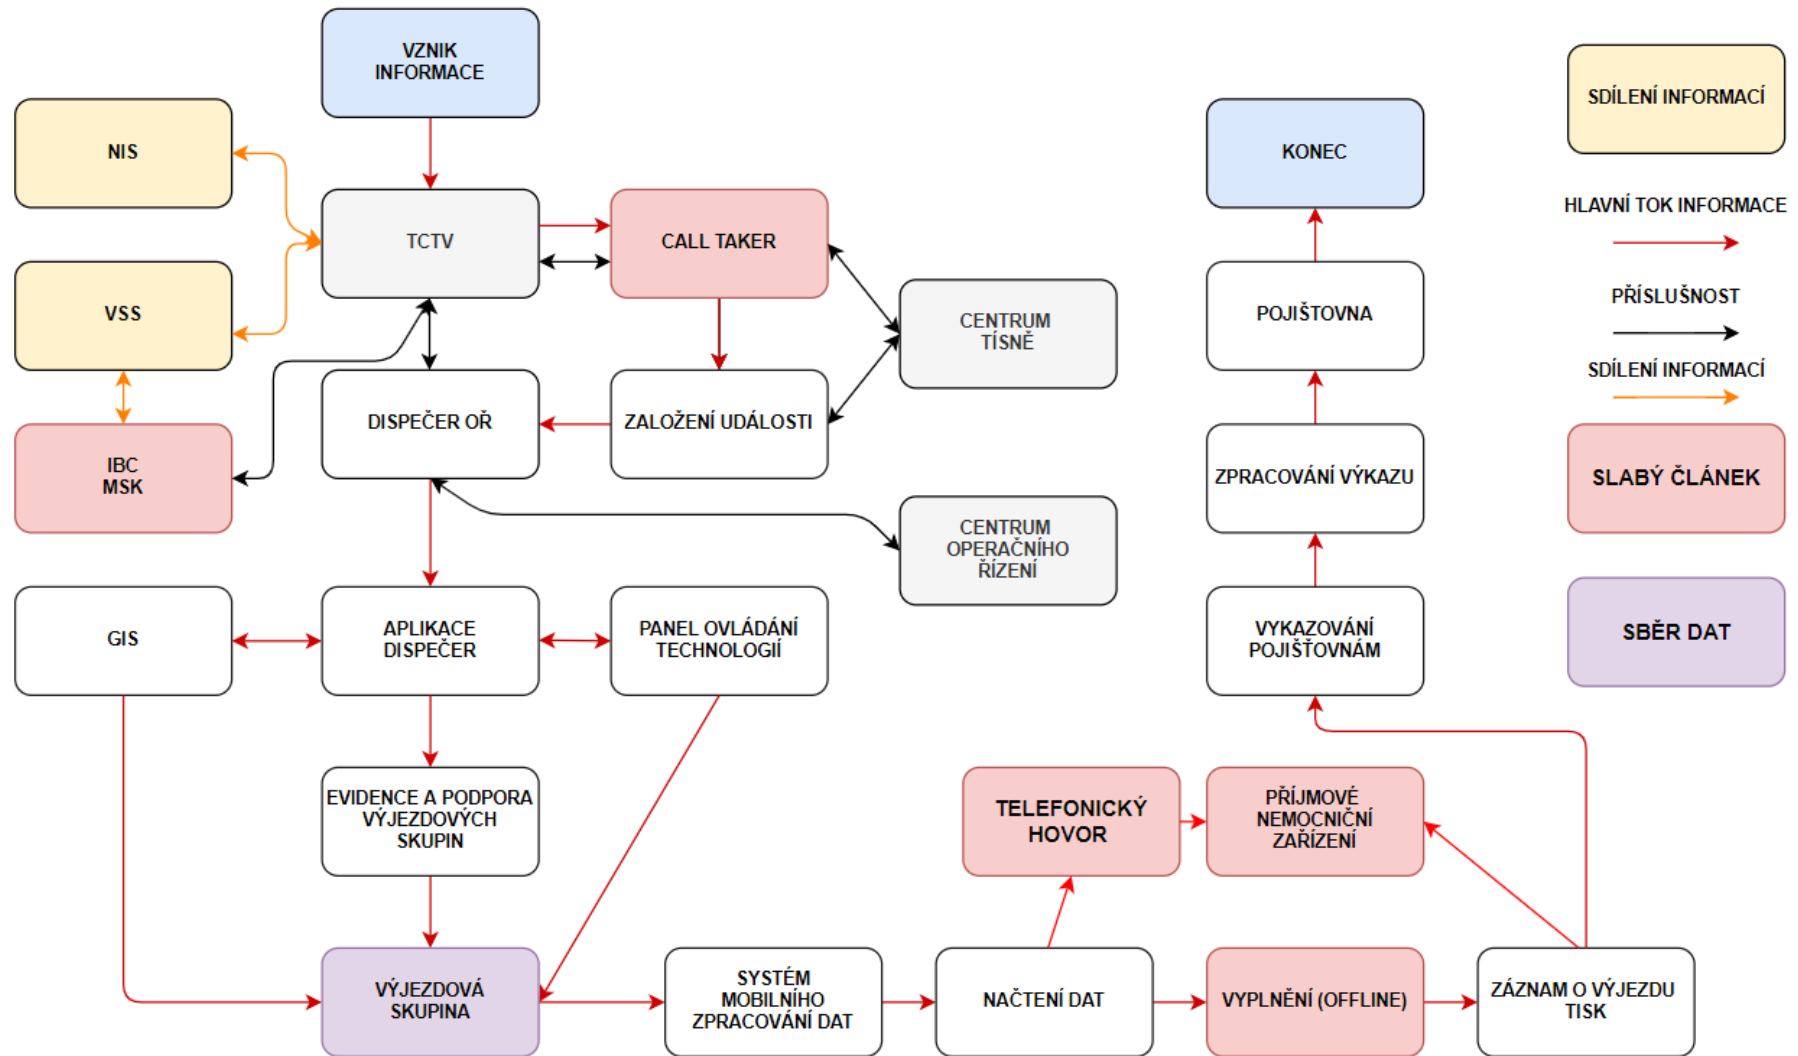 VZNIK
INFORMACE
NIS
KONEC
SDÍLENÍ INFORMACÍ
HLAVNÍ TOK INFORMACE
TCTV
CALL TAKER
VSS
CENTRUM
TÍSNĚ
POJIŠTOVNA
PŘÍSLUŠNOST
SDÍLENÍ INFORMACÍ
IBC
MSK
DISPEČER OŘ
ZALOŽENÍ UDÁLOSTI
ZPRACOVÁNÍ VÝKAZU
SLABÝ ČLÁNEK
CENTRUM
OPERAČNÍHO
ŘÍZENÍ
GIS
APLIKACE
DISPEČER
PANEL OVLÁDÁNÍ
TECHNOLOGIÍ
VYKAZOVÁNÍ
POJIŠŤOVNÁM
SBĚR DAT
EVIDENCE A PODPORA
VÝJEZDOVÝCH
SKUPIN
TELEFONICKÝ
HOVOR
PŘÍJMOVÉ
NEMOCNIČNÍ
ZAŘÍZENÍ
VÝJEZDOVÁ
SKUPINA
SYSTÉM
MOBILNÍHO
ZPRACOVÁNÍ DAT
NAČTENÍ DAT
VYPLNĚNÍ (OFFLINE)
ZÁZNAM O VÝJEZDU
TISK